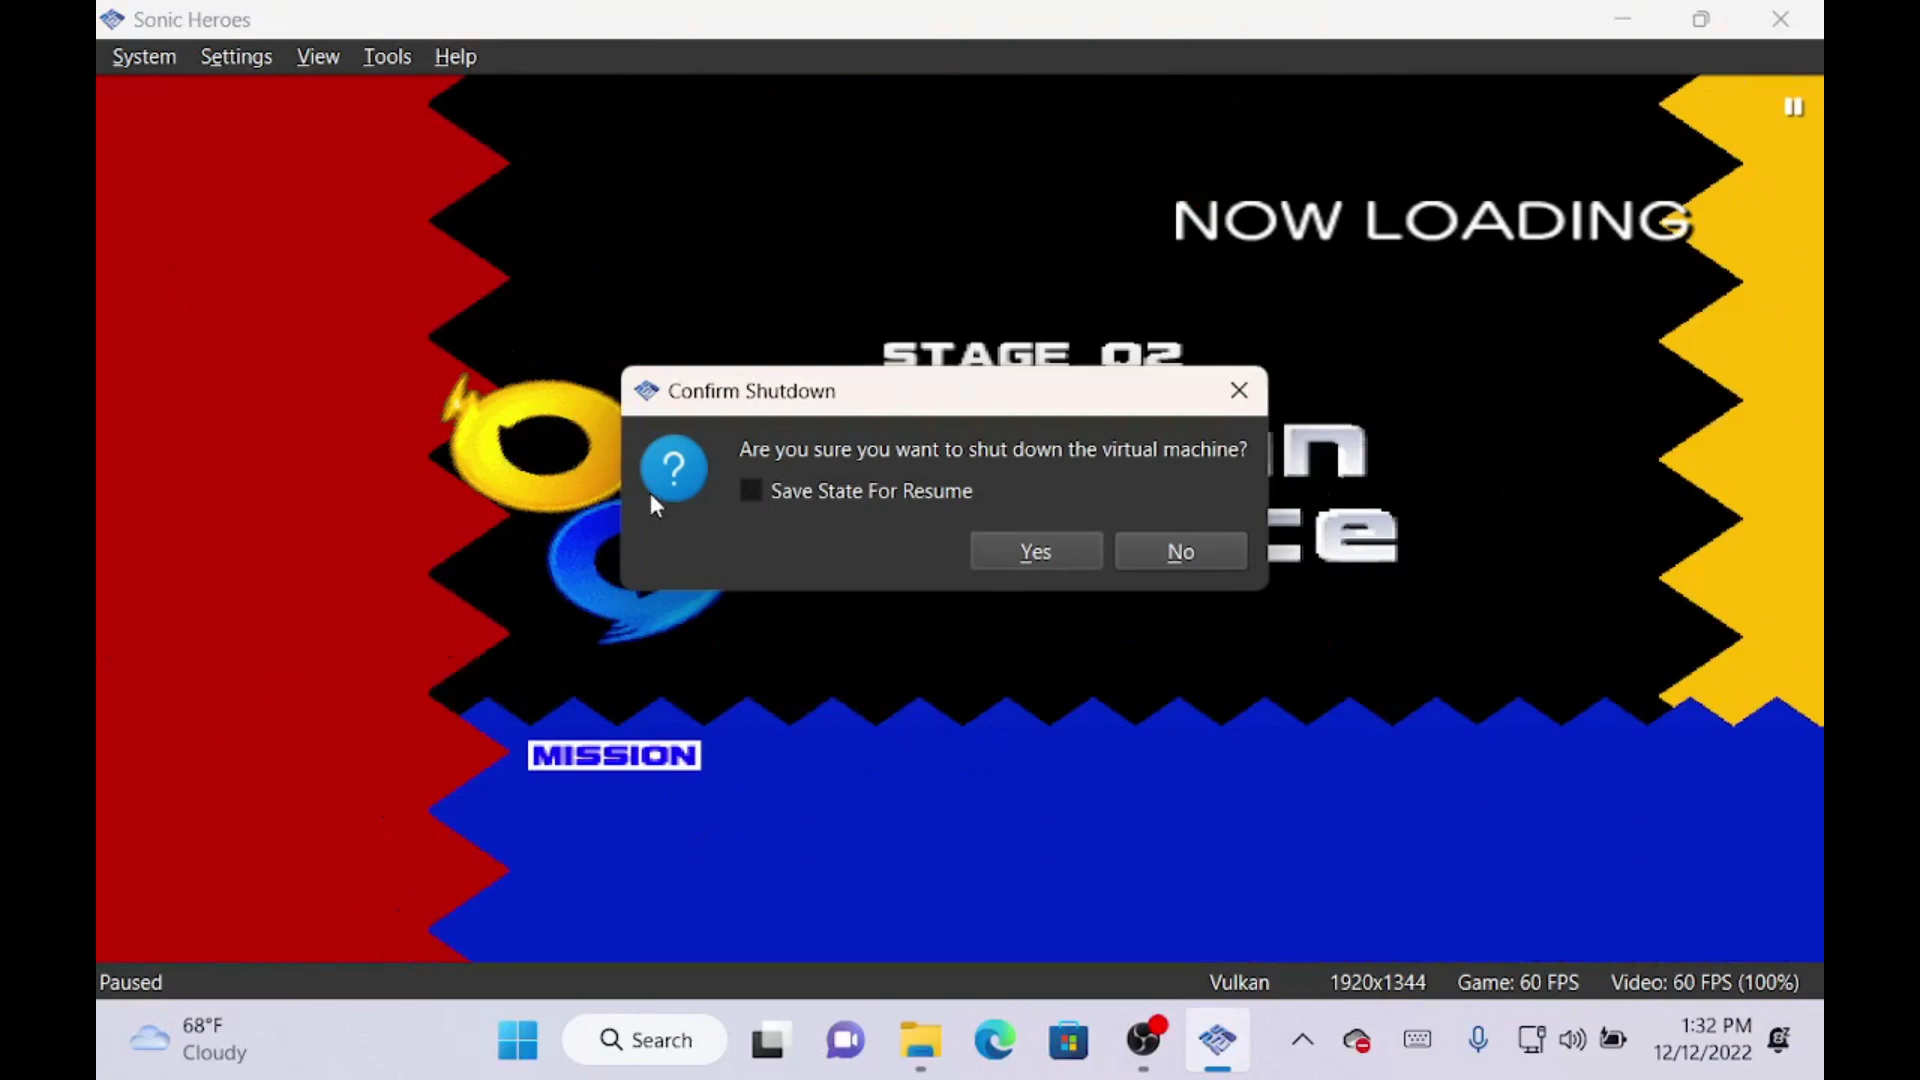 Sonic Heroes
System Settings View Tools Help
NOW LOADING
STAGE 02
Confirm Shutdown
Are you sure you want to shut down the virtual machine?
Save State For Resume
Yes No
MISSION
Paused Vulkan 1920x1344 Game: 60 FPS Video: 60 FPS (100%)
68°F
Cloudy
Search
1:32 PM
12/12/2022